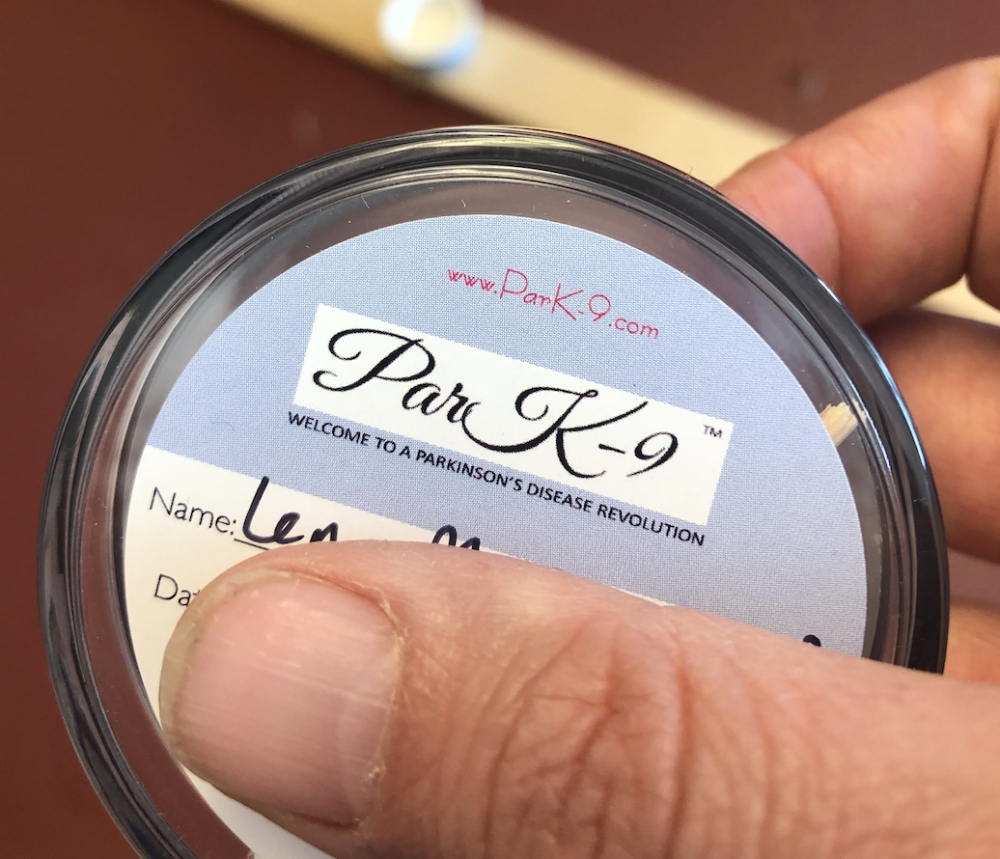 www.ParK-9.com
ParK-9™
WELCOME TO A PARKINSON'S DISEASE REVOLUTION
Name: